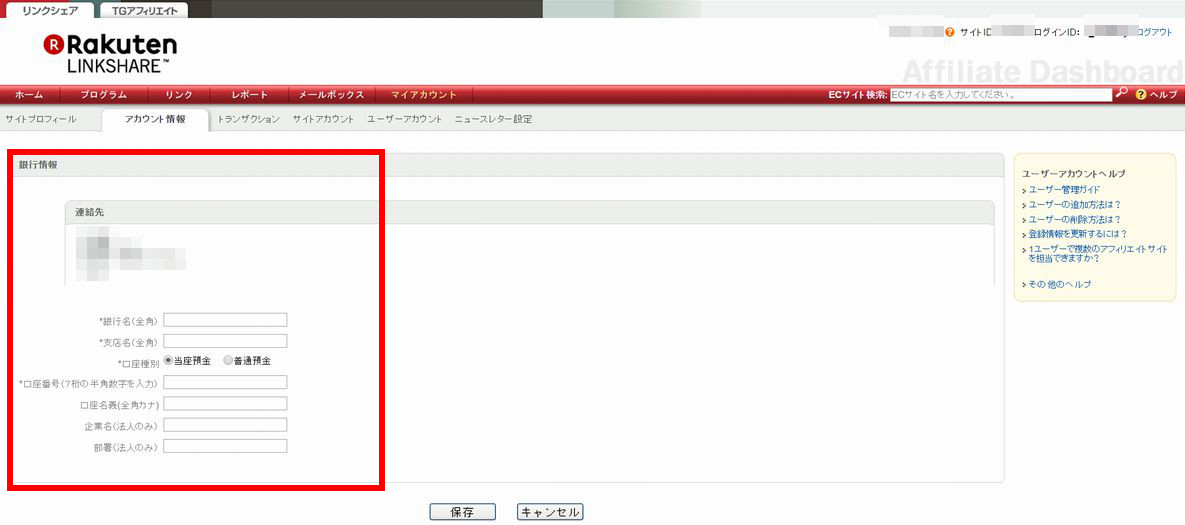 リンクシェア TGアフィリエイト
サイトID ログインID: ログアウト
Rakuten
LINKSHARE™
Affiliate Dashboard
ホーム プログラム リンク レポート メールボックス マイアカウント ECサイト検索: ECサイト名を入力してください。 ヘルプ
サイトプロフィール アカウント情報 トランザクション サイトアカウント ユーザーアカウント ニュースレター設定
銀行情報
連絡先
*銀行名(全角)
*支店名(全角)
*口座種別 当座預金 普通預金
*口座番号(7桁の半角数字を入力)
口座名義(全角カナ)
企業名(法人のみ)
部署(法人のみ)
保存 キャンセル
ユーザーアカウントヘルプ
ユーザー管理ガイド
ユーザーの追加方法は?
ユーザーの削除方法は?
登録情報を更新するには?
1ユーザーで複数のアフィリエイトサイト
を担当できますか?
その他のヘルプ